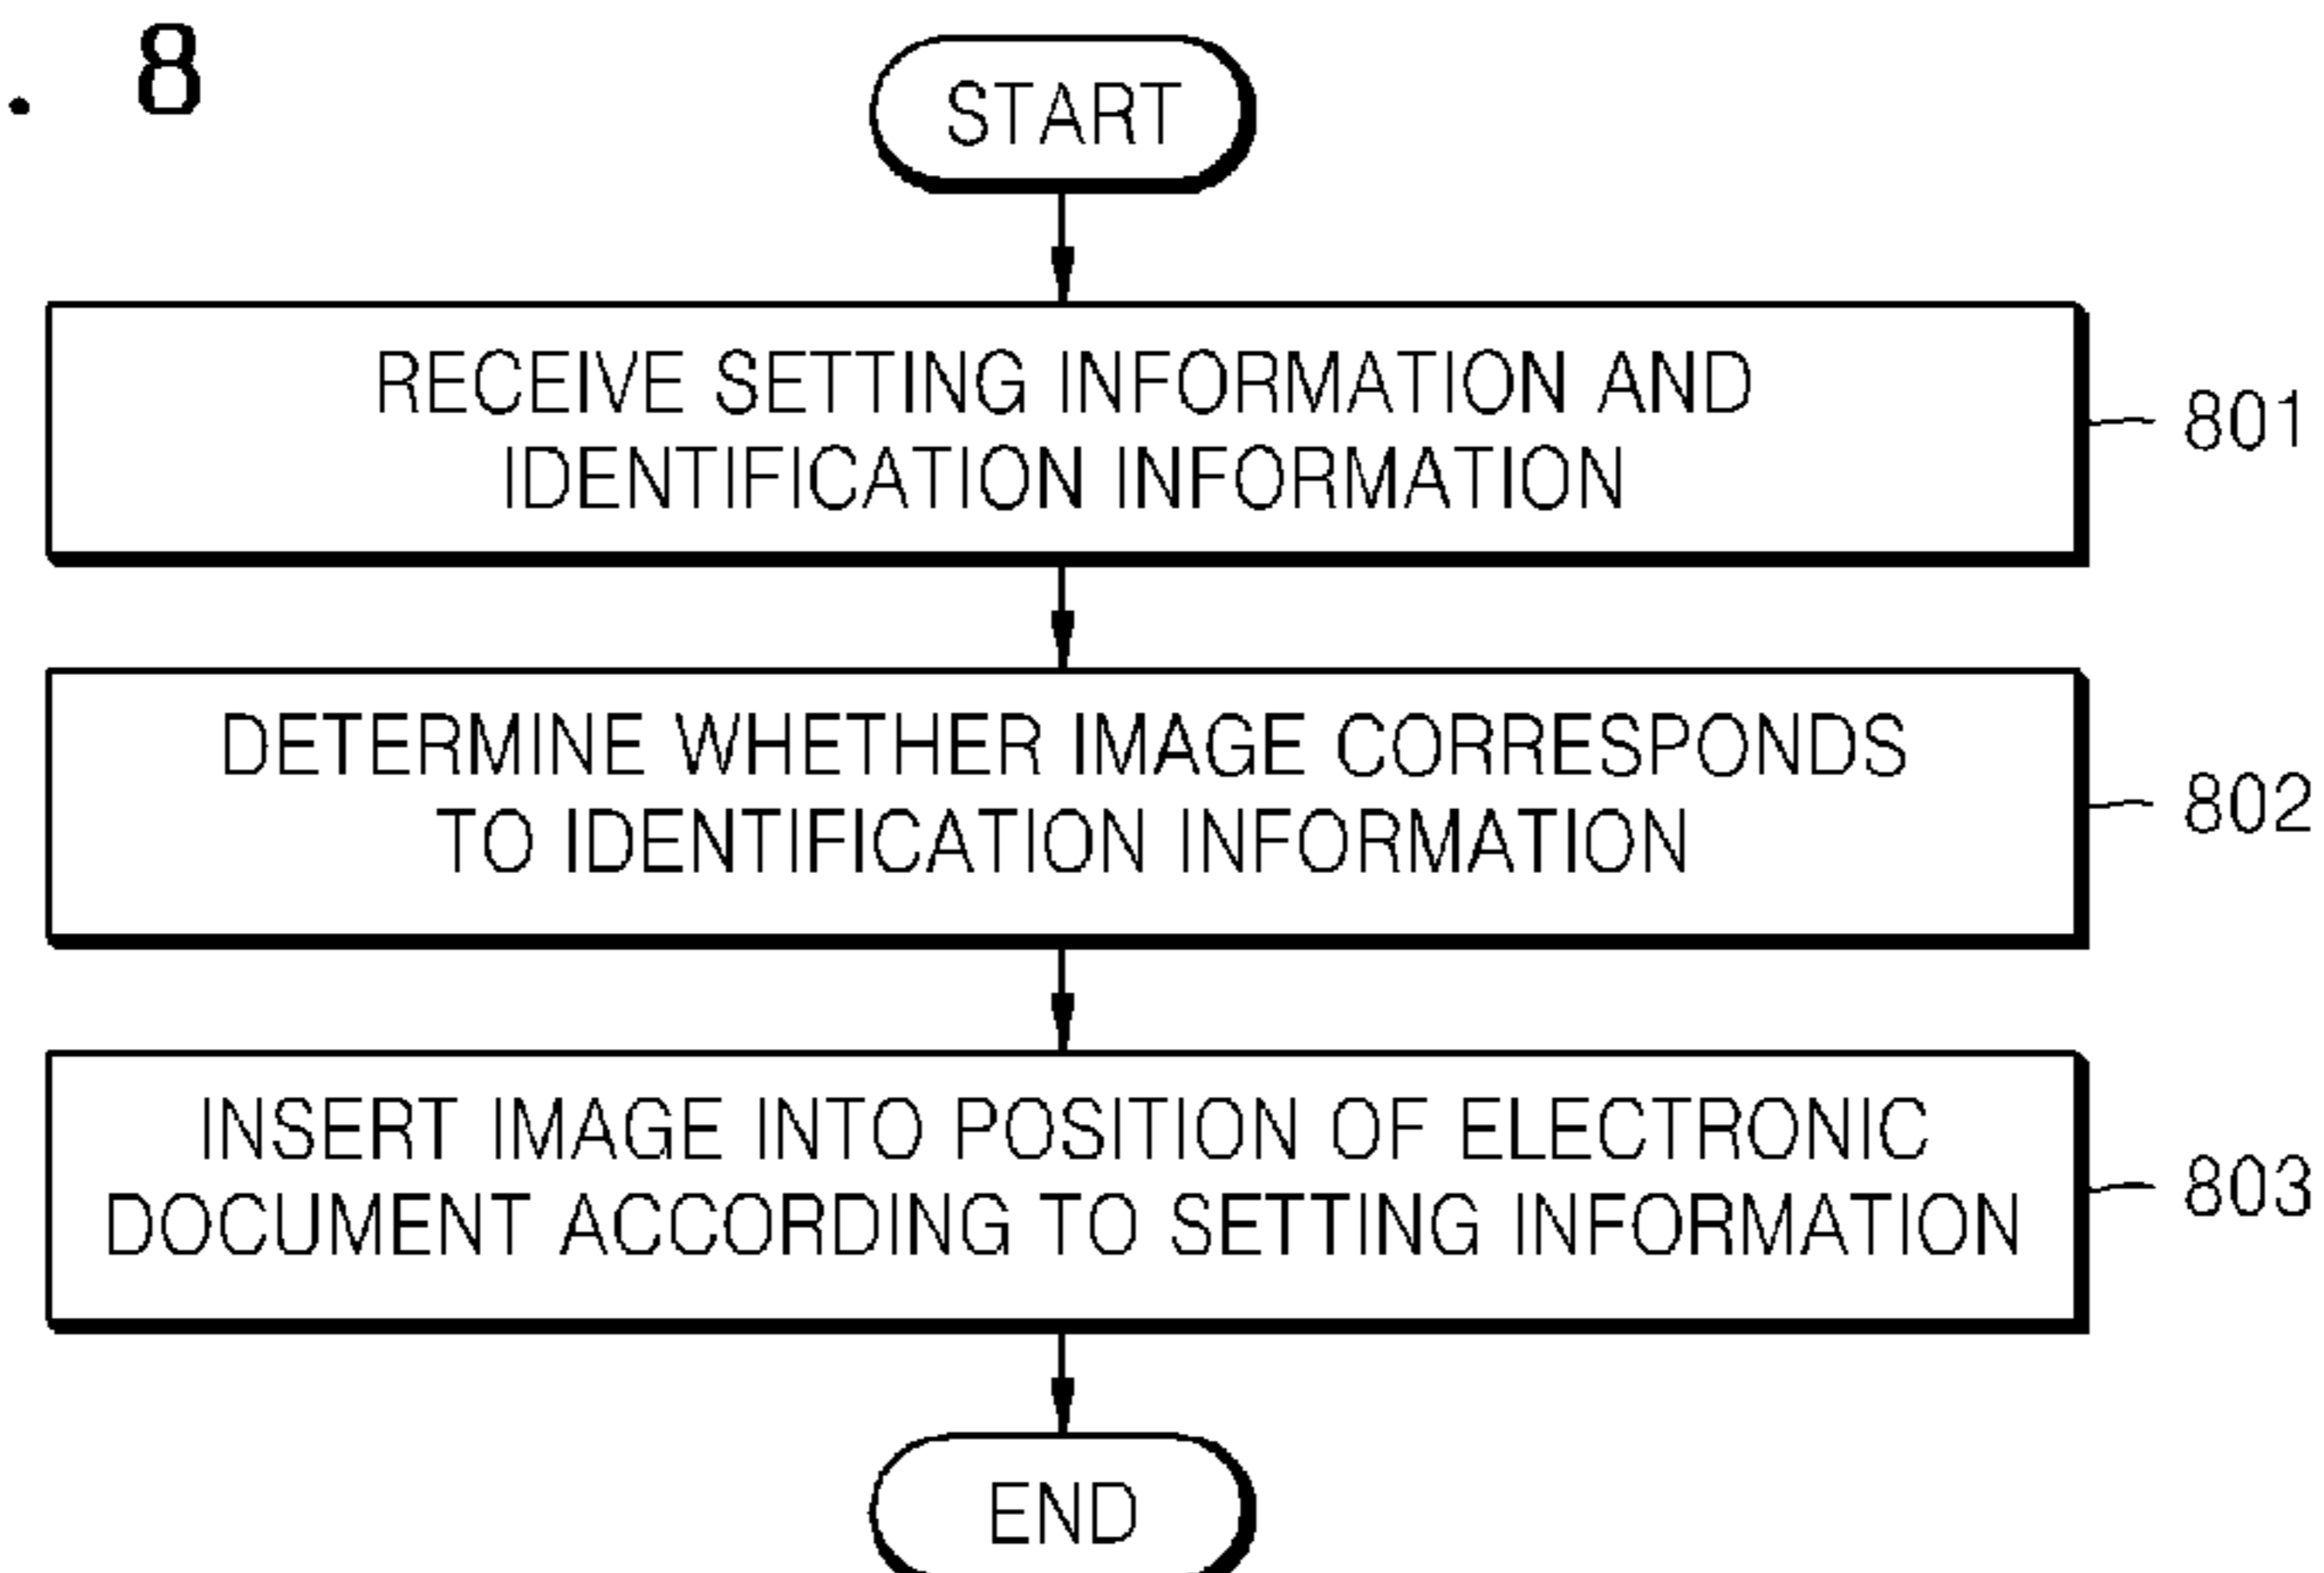 . 8
START
RECEIVE SETTING INFORMATION AND
IDENTIFICATION INFORMATION
801
DETERMINE WHETHER IMAGE CORRESPONDS
TO IDENTIFICATION INFORMATION
802
INSERT IMAGE INTO POSITION OF ELECTRONIC
DOCUMENT ACCORDING TO SETTING INFORMATION
803
END